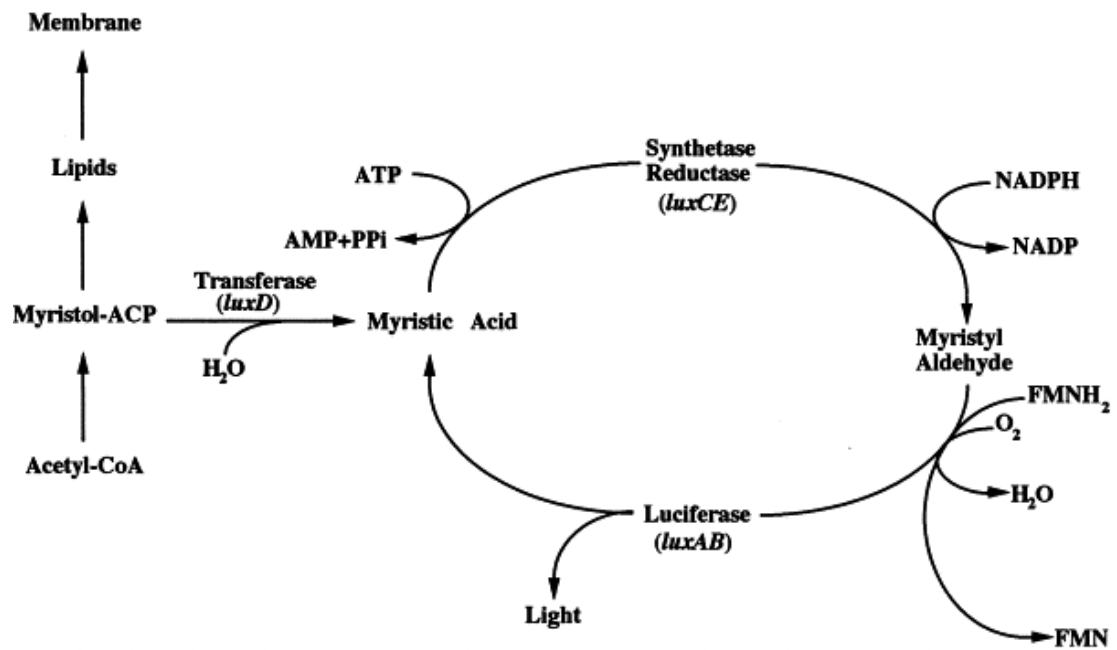 Membrane
Lipids
Synthetase
Reductase
(luxCE)
ATP
NADPH
AMP+PPi
NADP
Transferase
(luxD)
Myristol-ACP
Myristic Acid
H₂O
Myristyl
Aldehyde
FMNH₂
O₂
Acetyl-CoA
H₂O
Luciferase
(luxAB)
Light
FMN